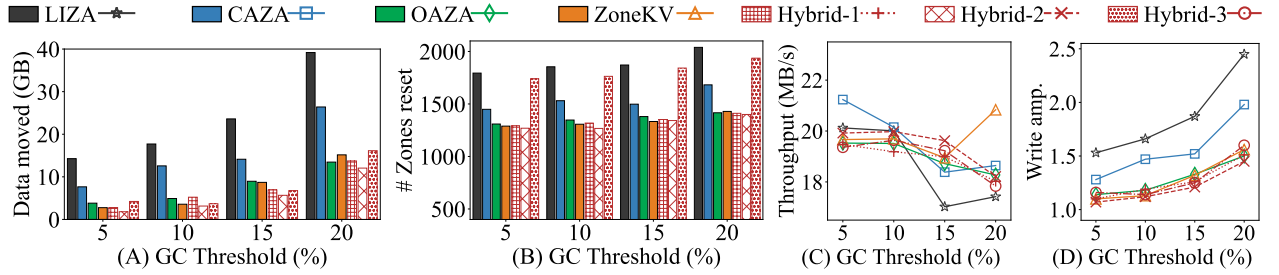 LIZA CAZA OAZA ZoneKV Hybrid-1 Hybrid-2 Hybrid-3
Data moved (GB)
40
30
20
10
0
5 10 15 20
(A) GC Threshold (%)
# Zones reset
2000
1500
1000
500
5 10 15 20
(B) GC Threshold (%)
Throughput (MB/s)
22
20
18
5 10 15 20
(C) GC Threshold (%)
Write amp.
2.5
2.0
1.5
1.0
5 10 15 20
(D) GC Threshold (%)